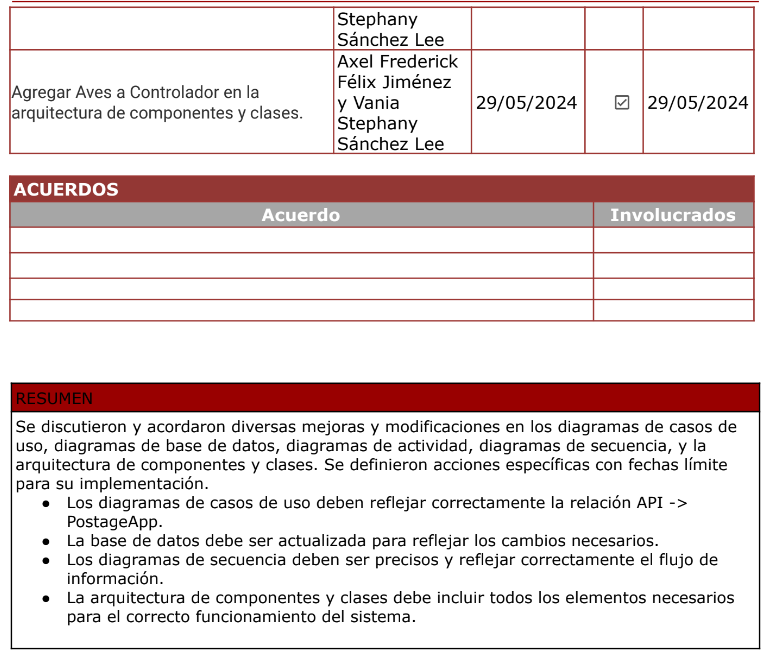 Stephany
Sánchez Lee
Agregar Aves a Controlador en la
arquitectura de componentes y clases.
Axel Frederick
Félix Jiménez
y Vania
Stephany
Sánchez Lee
29/05/2024
☑
29/05/2024
ACUERDOS
Acuerdo
Involucrados
RESUMEN
Se discutieron y acordaron diversas mejoras y modificaciones en los diagramas de casos de
uso, diagramas de base de datos, diagramas de actividad, diagramas de secuencia, y la
arquitectura de componentes y clases. Se definieron acciones específicas con fechas límite
para su implementación.
● Los diagramas de casos de uso deben reflejar correctamente la relación API ->
PostageApp.
● La base de datos debe ser actualizada para reflejar los cambios necesarios.
● Los diagramas de secuencia deben ser precisos y reflejar correctamente el flujo de
información.
● La arquitectura de componentes y clases debe incluir todos los elementos necesarios
para el correcto funcionamiento del sistema.